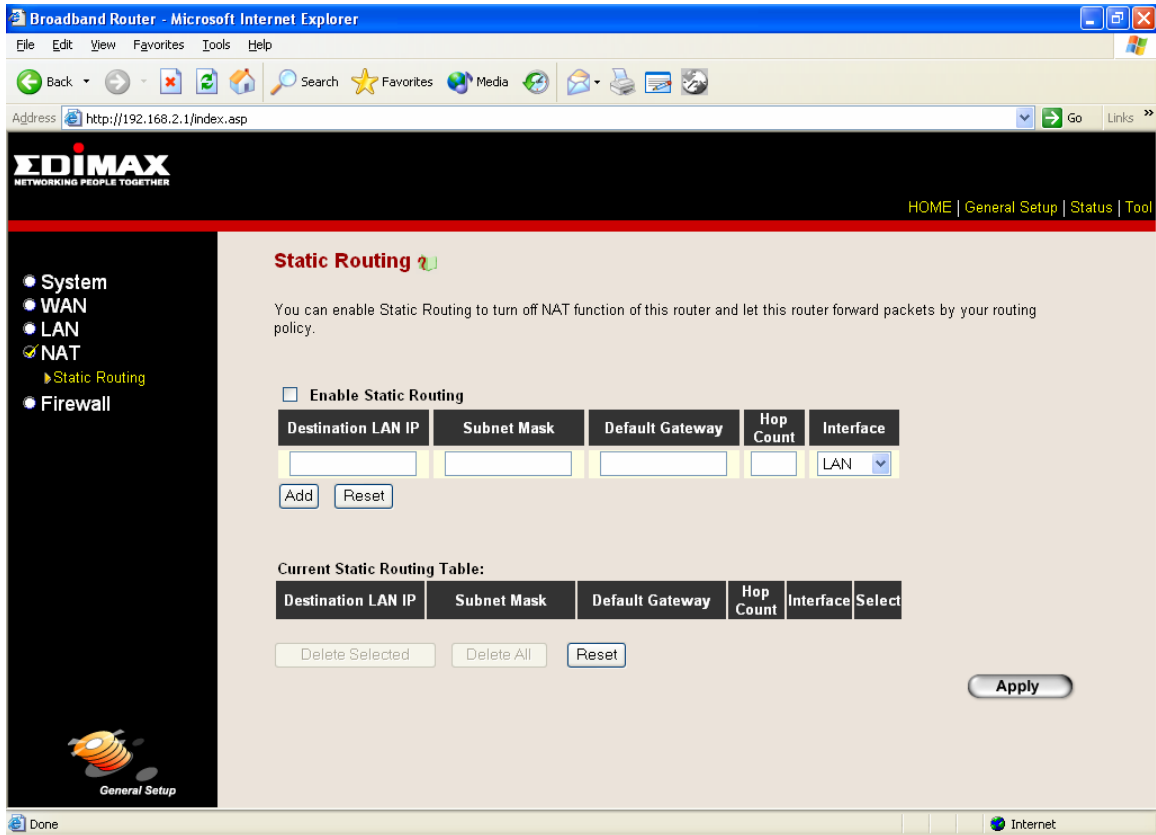 Broadband Router - Microsoft Internet Explorer
File Edit View Favorites Tools Help
Back Search Favorites Media
Address http://192.168.2.1/index.asp Go Links »
EDIMAX
NETWORKING PEOPLE TOGETHER
HOME | General Setup | Status | Tool
System
WAN
LAN
NAT
Static Routing
Firewall
General Setup
Static Routing
You can enable Static Routing to turn off NAT function of this router and let this router forward packets by your routing
policy.
Enable Static Routing
Destination LAN IP Subnet Mask Default Gateway Hop Count Interface
LAN
Add Reset
Current Static Routing Table:
Destination LAN IP Subnet Mask Default Gateway Hop Count Interface Select
Delete Selected Delete All Reset
Apply
Done Internet